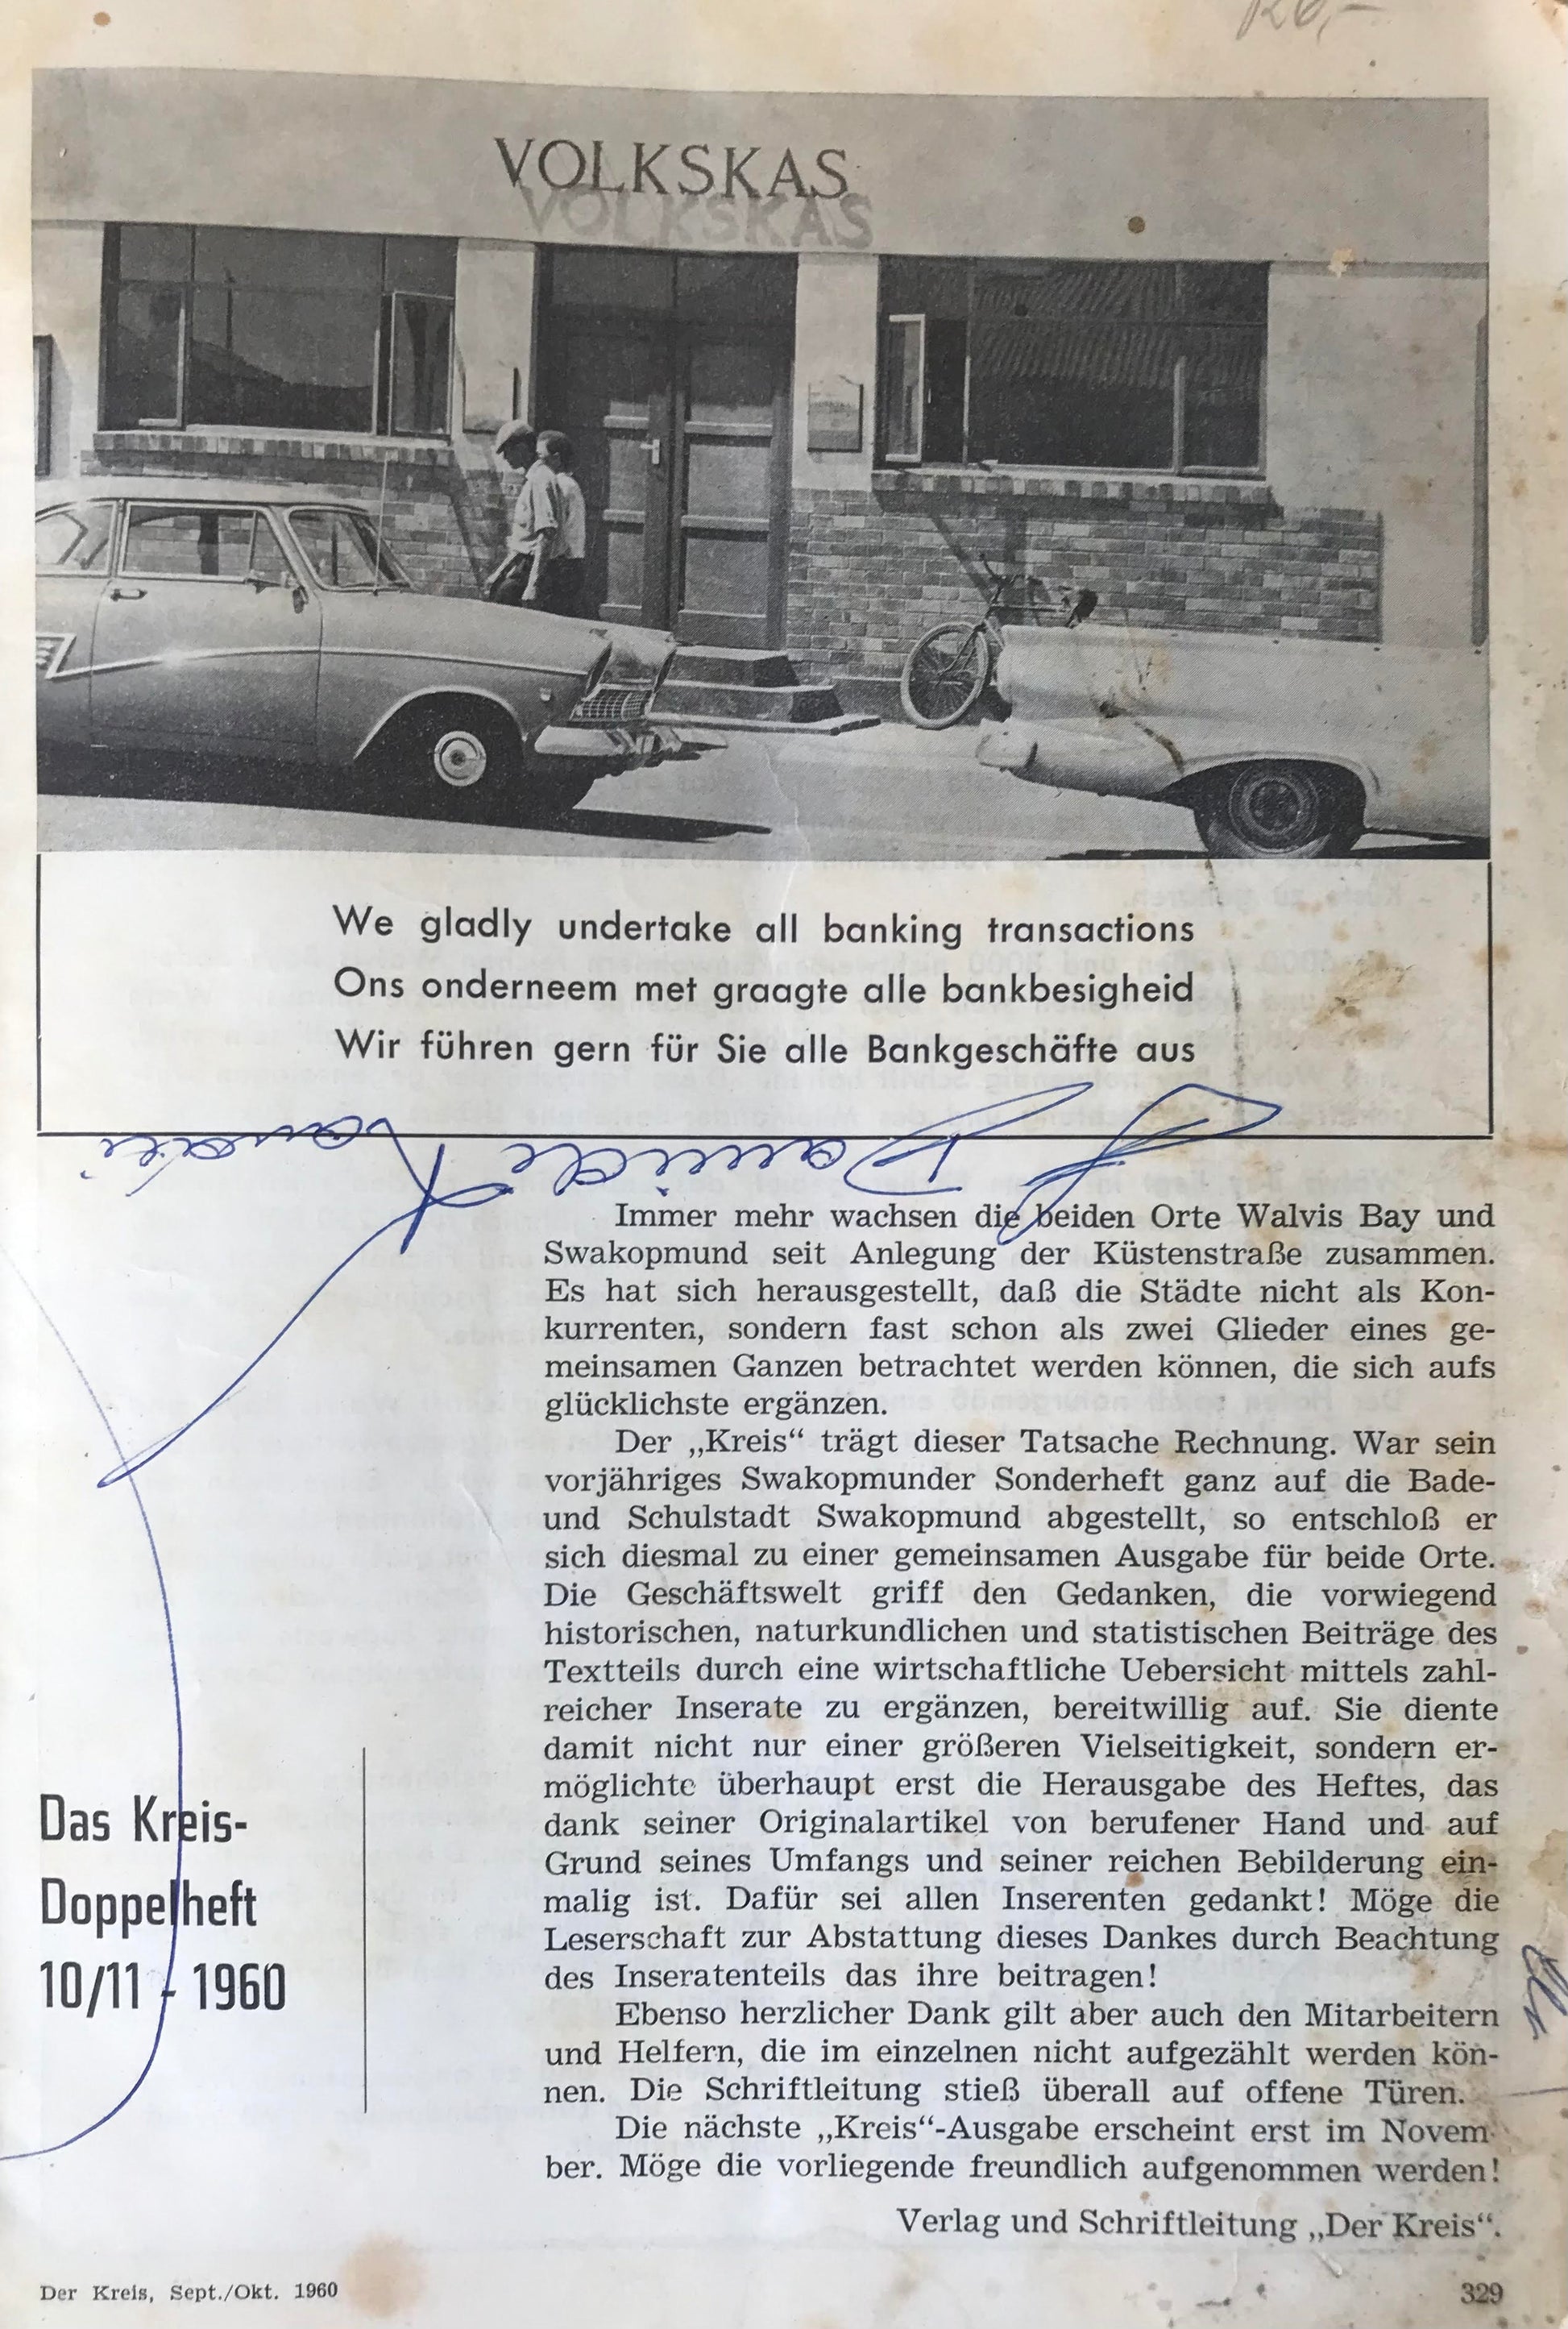 R6,–
VOLKSKAS
We gladly undertake all banking transactions
Ons onderneem met graagte alle bankbesigheid
Wir führen gern für Sie alle Bankgeschäfte aus
Immer mehr wachsen die beiden Orte Walvis Bay und
Swakopmund seit Anlegung der Küstenstraße zusammen.
Es hat sich herausgestellt, daß die Städte nicht als Kon-
kurrenten, sondern fast schon als zwei Glieder eines ge-
meinsamen Ganzen betrachtet werden können, die sich aufs
glücklichste ergänzen.
Der „Kreis“ trägt dieser Tatsache Rechnung. War sein
vorjähriges Swakopmunder Sonderheft ganz auf die Bade-
und Schulstadt Swakopmund abgestellt, so entschloß er
sich diesmal zu einer gemeinsamen Ausgabe für beide Orte.
Die Geschäftswelt griff den Gedanken, die vorwiegend
historischen, naturkundlichen und statistischen Beiträge des
Textteils durch eine wirtschaftliche Uebersicht mittels zahl-
reicher Inserate zu ergänzen, bereitwillig auf. Sie diente
damit nicht nur einer größeren Vielseitigkeit, sondern er-
möglichte überhaupt erst die Herausgabe des Heftes, das
dank seiner Originalartikel von berufener Hand und auf
Grund seines Umfangs und seiner reichen Bebilderung ein-
malig ist. Dafür sei allen Inserenten gedankt! Möge die
Leserschaft zur Abstattung dieses Dankes durch Beachtung
des Inseratenteils das ihre beitragen!
Ebenso herzlicher Dank gilt aber auch den Mitarbeitern
und Helfern, die im einzelnen nicht aufgezählt werden kön-
nen. Die Schriftleitung stieß überall auf offene Türen.
Die nächste „Kreis“-Ausgabe erscheint erst im Novem-
ber. Möge die vorliegende freundlich aufgenommen werden!
Verlag und Schriftleitung „Der Kreis“.
Das Kreis-
Doppelheft
10/11 - 1960
Der Kreis, Sept./Okt. 1960
329